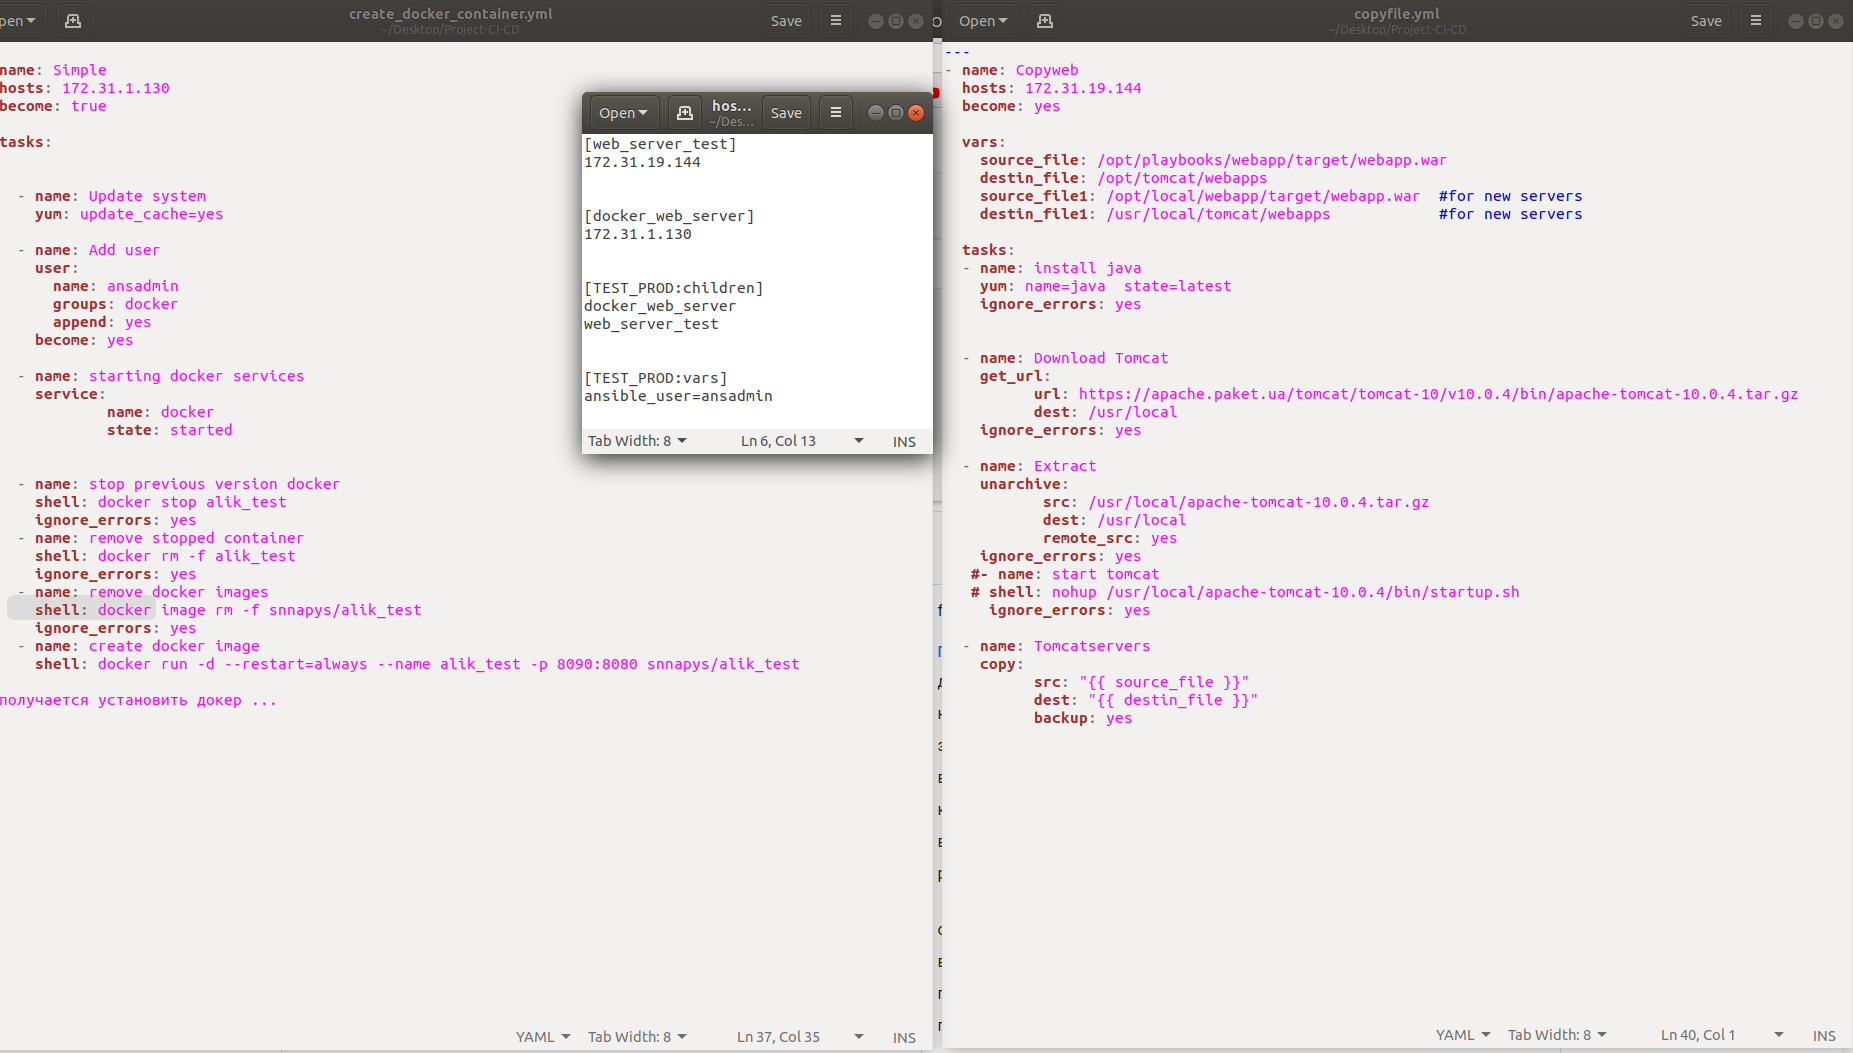 pen
create_docker_container.yml
~/Desktop/Project-CI-CD
Save
name: Simple
hosts: 172.31.1.130
become: true
tasks:
- name: Update system
yum: update_cache=yes
- name: Add user
user:
name: ansadmin
groups: docker
append: yes
become: yes
- name: starting docker services
service:
name: docker
state: started
- name: stop previous version docker
shell: docker stop alik_test
ignore_errors: yes
- name: remove stopped container
shell: docker rm -f alik_test
ignore_errors: yes
- name: remove docker images
shell: docker image rm -f snnapys/alik_test
ignore_errors: yes
- name: create docker image
shell: docker run -d --restart=always --name alik_test -p 8090:8080 snnapys/alik_test
получается установить докер ...
YAML
Tab Width: 8
Ln 37, Col 35
INS
Open
hos...
~/Des...
Save
[web_server_test]
172.31.19.144
[docker_web_server]
172.31.1.130
[TEST_PROD:children]
docker_web_server
web_server_test
[TEST_PROD:vars]
ansible_user=ansadmin
Tab Width: 8
Ln 6, Col 13
INS
Open
copyfile.yml
~/Desktop/Project-CI-CD
Save
---
- name: Copyweb
hosts: 172.31.19.144
become: yes
vars:
source_file: /opt/playbooks/webapp/target/webapp.war
destin_file: /opt/tomcat/webapps
source_file1: /opt/local/webapp/target/webapp.war #for new servers
destin_file1: /usr/local/tomcat/webapps #for new servers
tasks:
- name: install java
yum: name=java state=latest
ignore_errors: yes
- name: Download Tomcat
get_url:
url: https://apache.paket.ua/tomcat/tomcat-10/v10.0.4/bin/apache-tomcat-10.0.4.tar.gz
dest: /usr/local
ignore_errors: yes
- name: Extract
unarchive:
src: /usr/local/apache-tomcat-10.0.4.tar.gz
dest: /usr/local
remote_src: yes
ignore_errors: yes
#- name: start tomcat
# shell: nohup /usr/local/apache-tomcat-10.0.4/bin/startup.sh
ignore_errors: yes
- name: Tomcatservers
copy:
src: "{{ source_file }}"
dest: "{{ destin_file }}"
backup: yes
YAML
Tab Width: 8
Ln 40, Col 1
INS